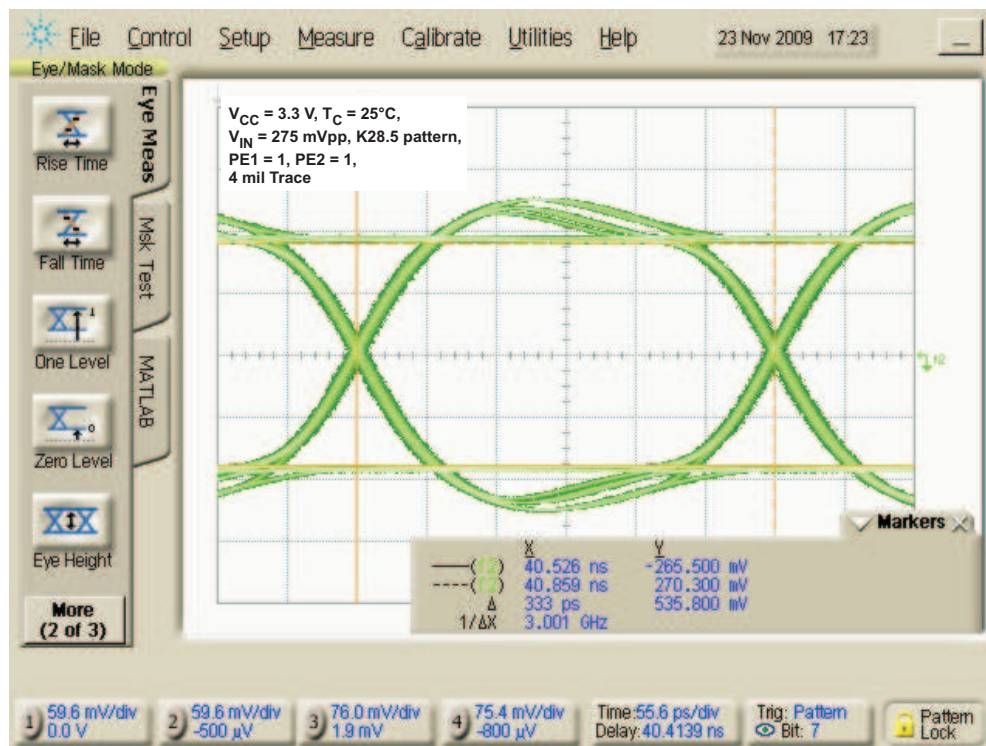 File Control Setup Measure Calibrate Utilities Help 23 Nov 2009 17:23
Eye/Mask Mode
Eye Meas
Msk Test
MATLAB
Rise Time
Fall Time
One Level
Zero Level
Eye Height
More
(2 of 3)
VCC = 3.3 V, TC = 25°C,
VIN = 275 mVpp, K28.5 pattern,
PE1 = 1, PE2 = 1,
4 mil Trace
f2
Markers
X Y
(f2) 40.526 ns -265.500 mV
(f2) 40.859 ns 270.300 mV
Δ 333 ps 535.800 mV
1/ΔX 3.001 GHz
1) 59.6 mV/div
0.0 V
2) 59.6 mV/div
-500 µV
3) 76.0 mV/div
1.9 mV
4) 75.4 mV/div
-800 µV
Time:55.6 ps/div
Delay:40.4139 ns
Trig: Pattern
Bit: 7
Pattern
Lock